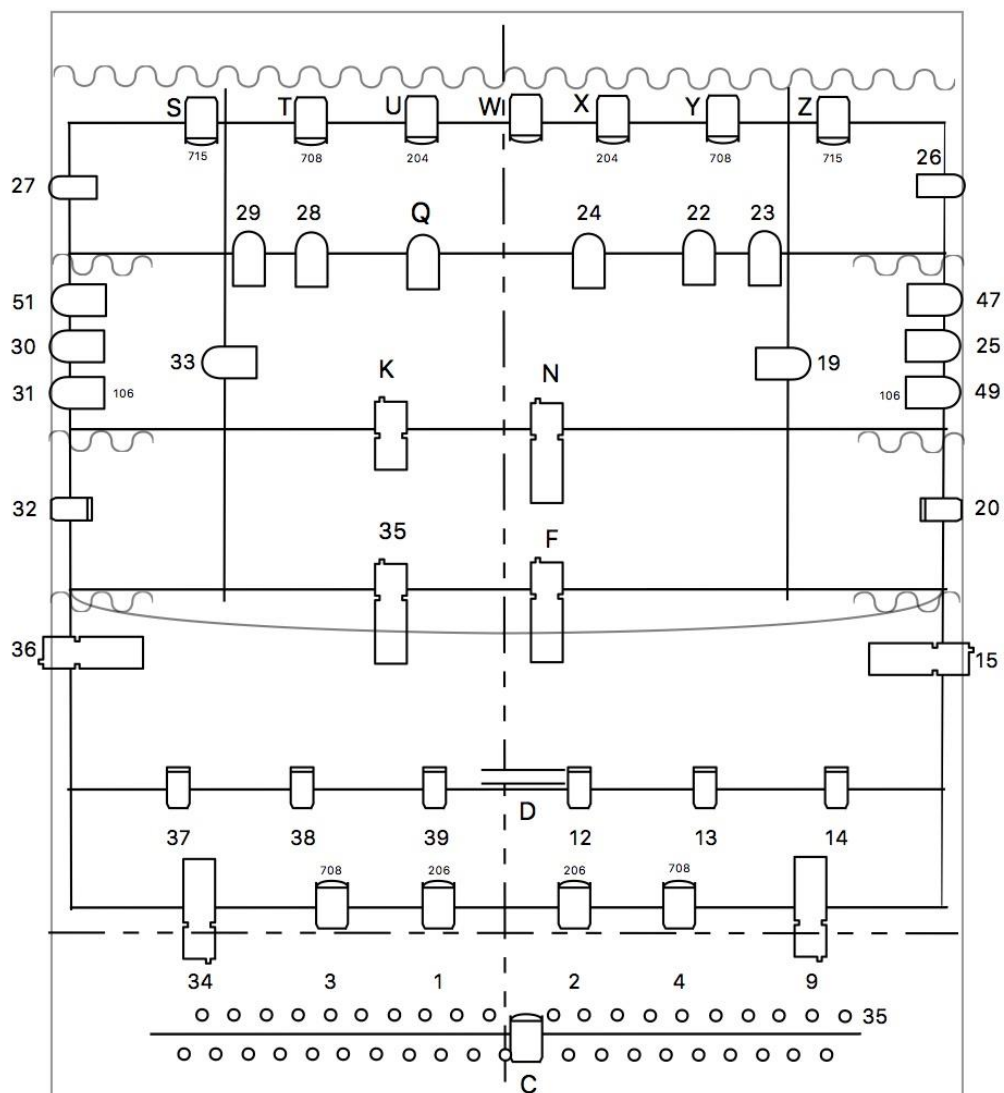 S T U W X Y Z
715 708 204 204 708 715
27 26
29 28 Q 24 22 23
51 47
30 25
33 19
31 106 K N 106 49
32 20
35 F
36 15
D
37 38 39 12 13 14
708 206 206 708
34 3 1 2 4 9
35
C